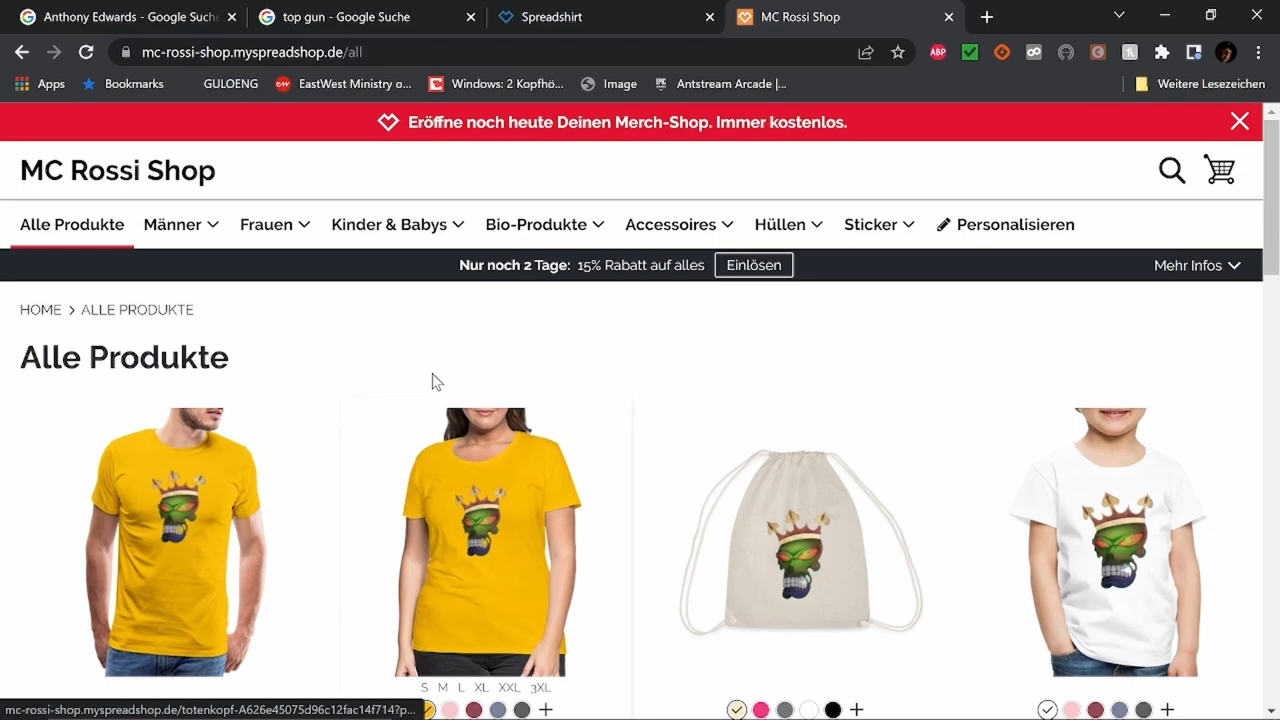 Anthony Edwards - Google Suche
top gun - Google Suche
Spreadshirt
MC Rossi Shop
mc-rossi-shop.myspreadshop.de/all
ABP
Apps
Bookmarks
GULOENG
EastWest Ministry o...
Windows: 2 Kopfhö...
Image
Antstream Arcade |...
Weitere Lesezeichen
Eröffne noch heute Deinen Merch-Shop. Immer kostenlos.
MC Rossi Shop
Alle Produkte
Männer
Frauen
Kinder & Babys
Bio-Produkte
Accessoires
Hüllen
Sticker
Personalisieren
Nur noch 2 Tage: 15% Rabatt auf alles
Einlösen
Mehr Infos
HOME > ALLE PRODUKTE
Alle Produkte
S M L XL XXL 3XL
mc-rossi-shop.myspreadshop.de/totenkopf-A626e45075d96c12fac14f714?p...